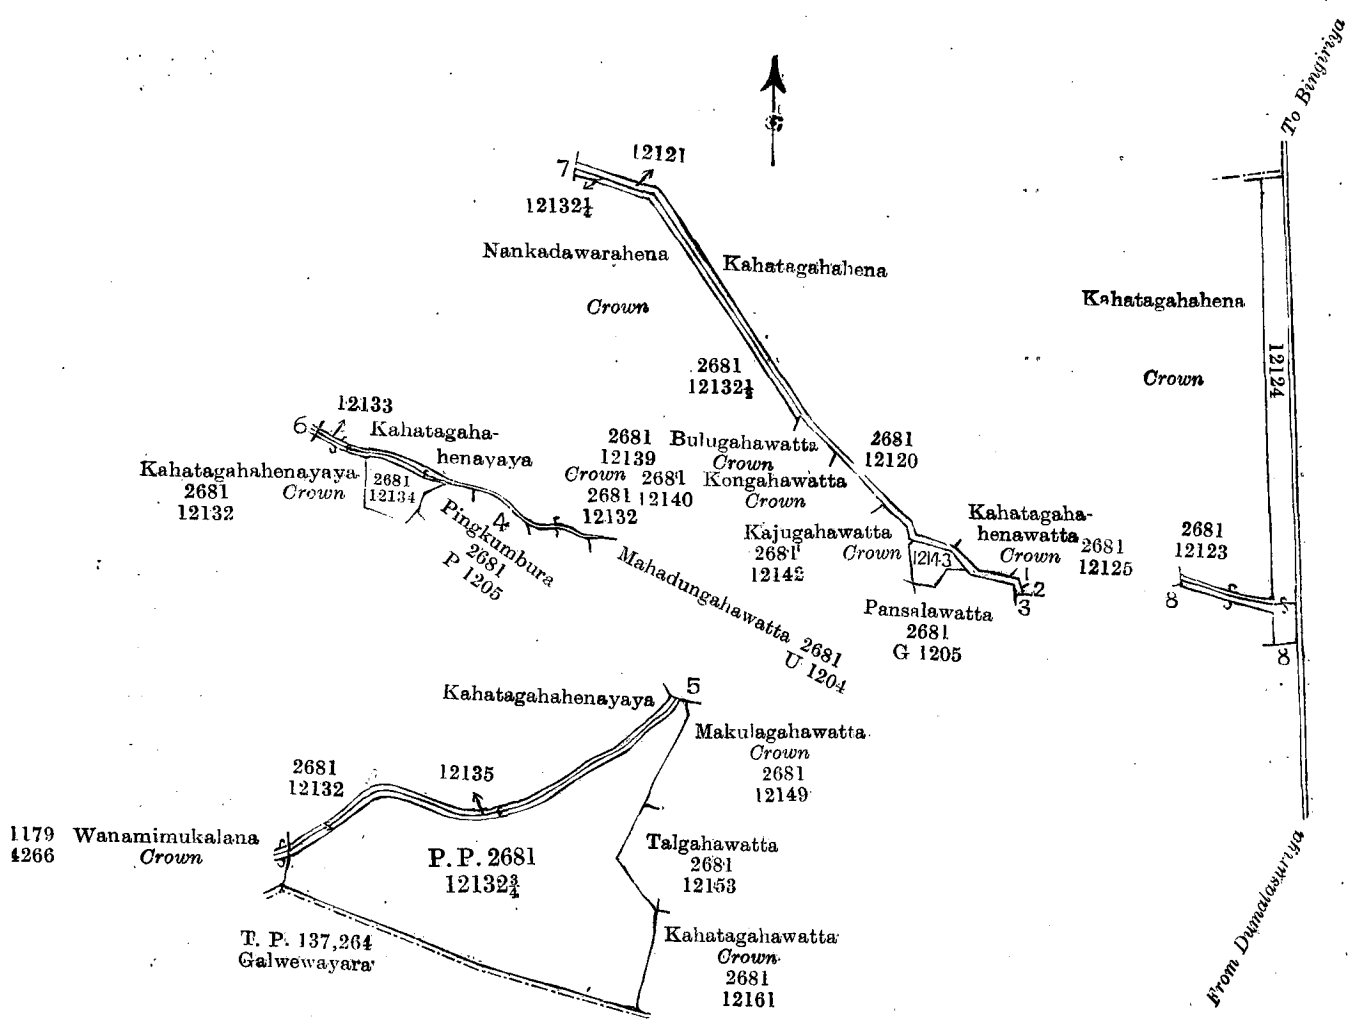 To Bingiriya
12121
7
12132¼
Nankadawarahena
Crown
Kahatagahahena
Kahatagahahena
Crown
12124
2681
12132½
12133
6
Kahatagaha-
henayaya
Kahatagahahenayaya
Crown
2681
12132
2681
12134
2681
12139
Crown
2681
12132
2681
12140
Bulugahawatta
Crown
Kongahawatta
Crown
2681
12120
Kajugahawatta
Crown
2681
12142
12143
Kahatagaha-
henawatta
Crown
2681
12125
2
3
2681
12123
8
8
Pansalawatta
2681
G 1205
4
Pingkumbura
2681
P 1205
Mahadungahawatta
2681
U 1204
Kahatagahahenayaya
5
Makulagahawatta
Crown
2681
12149
2681
12132
12135
1179
4266
Wanamimukalana
Crown
P. P. 2681
12132¾
Talgahawatta
2681
12153
T. P. 137,264
Galwewayara
Kahatagahawatta
Crown
2681
12161
From Dumalasuriya